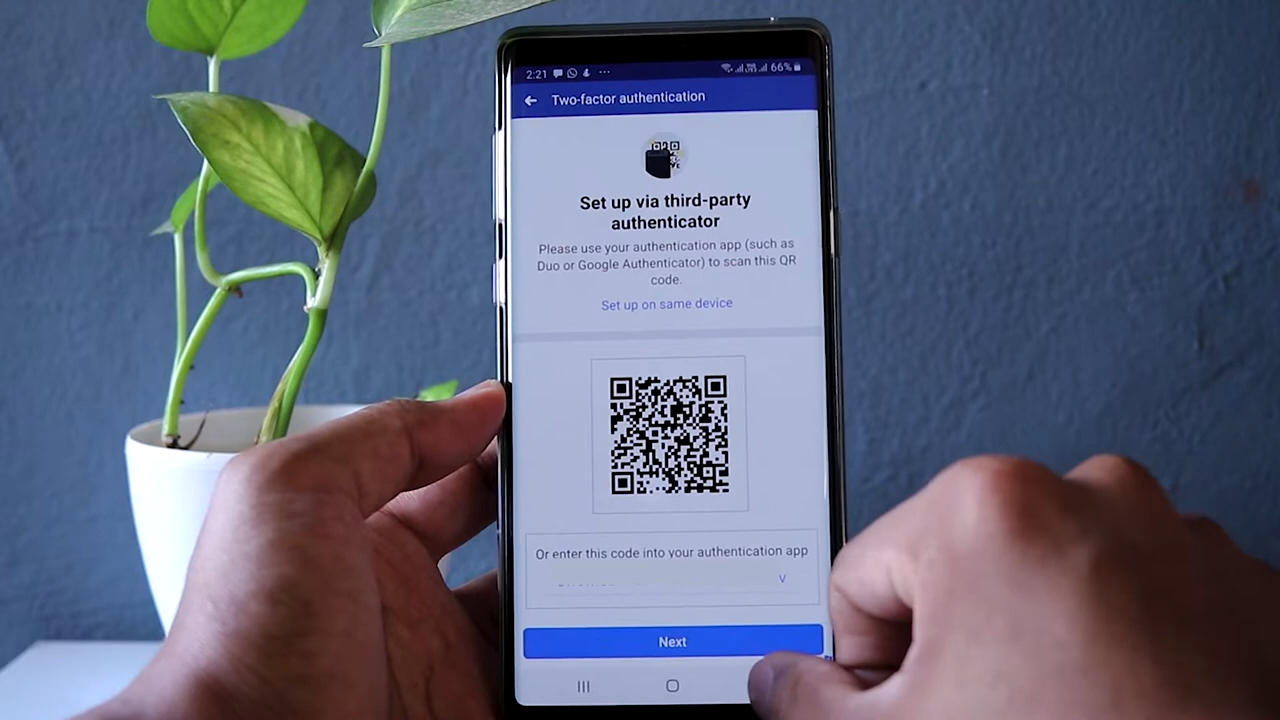 2:21 66%
Two-factor authentication
Set up via third-party
authenticator
Please use your authentication app (such as
Duo or Google Authenticator) to scan this QR
code.
Set up on same device
Or enter this code into your authentication app
Next